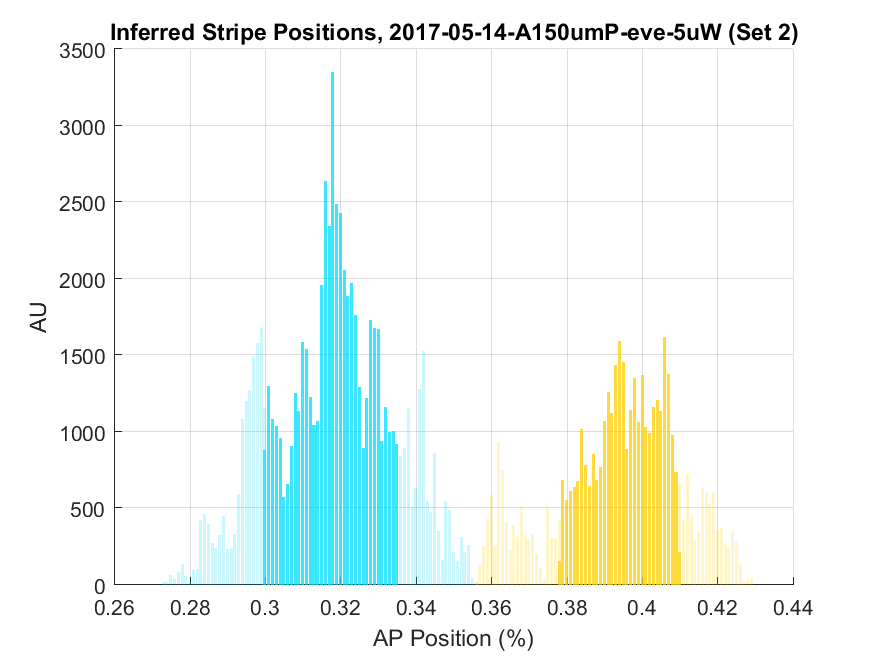 Inferred Stripe Positions, 2017-05-14-A150umP-eve-5uW (Set 2)
3500
3000
2500
2000
1500
1000
500
0
AU
0.26 0.28 0.3 0.32 0.34 0.36 0.38 0.4 0.42 0.44
AP Position (%)